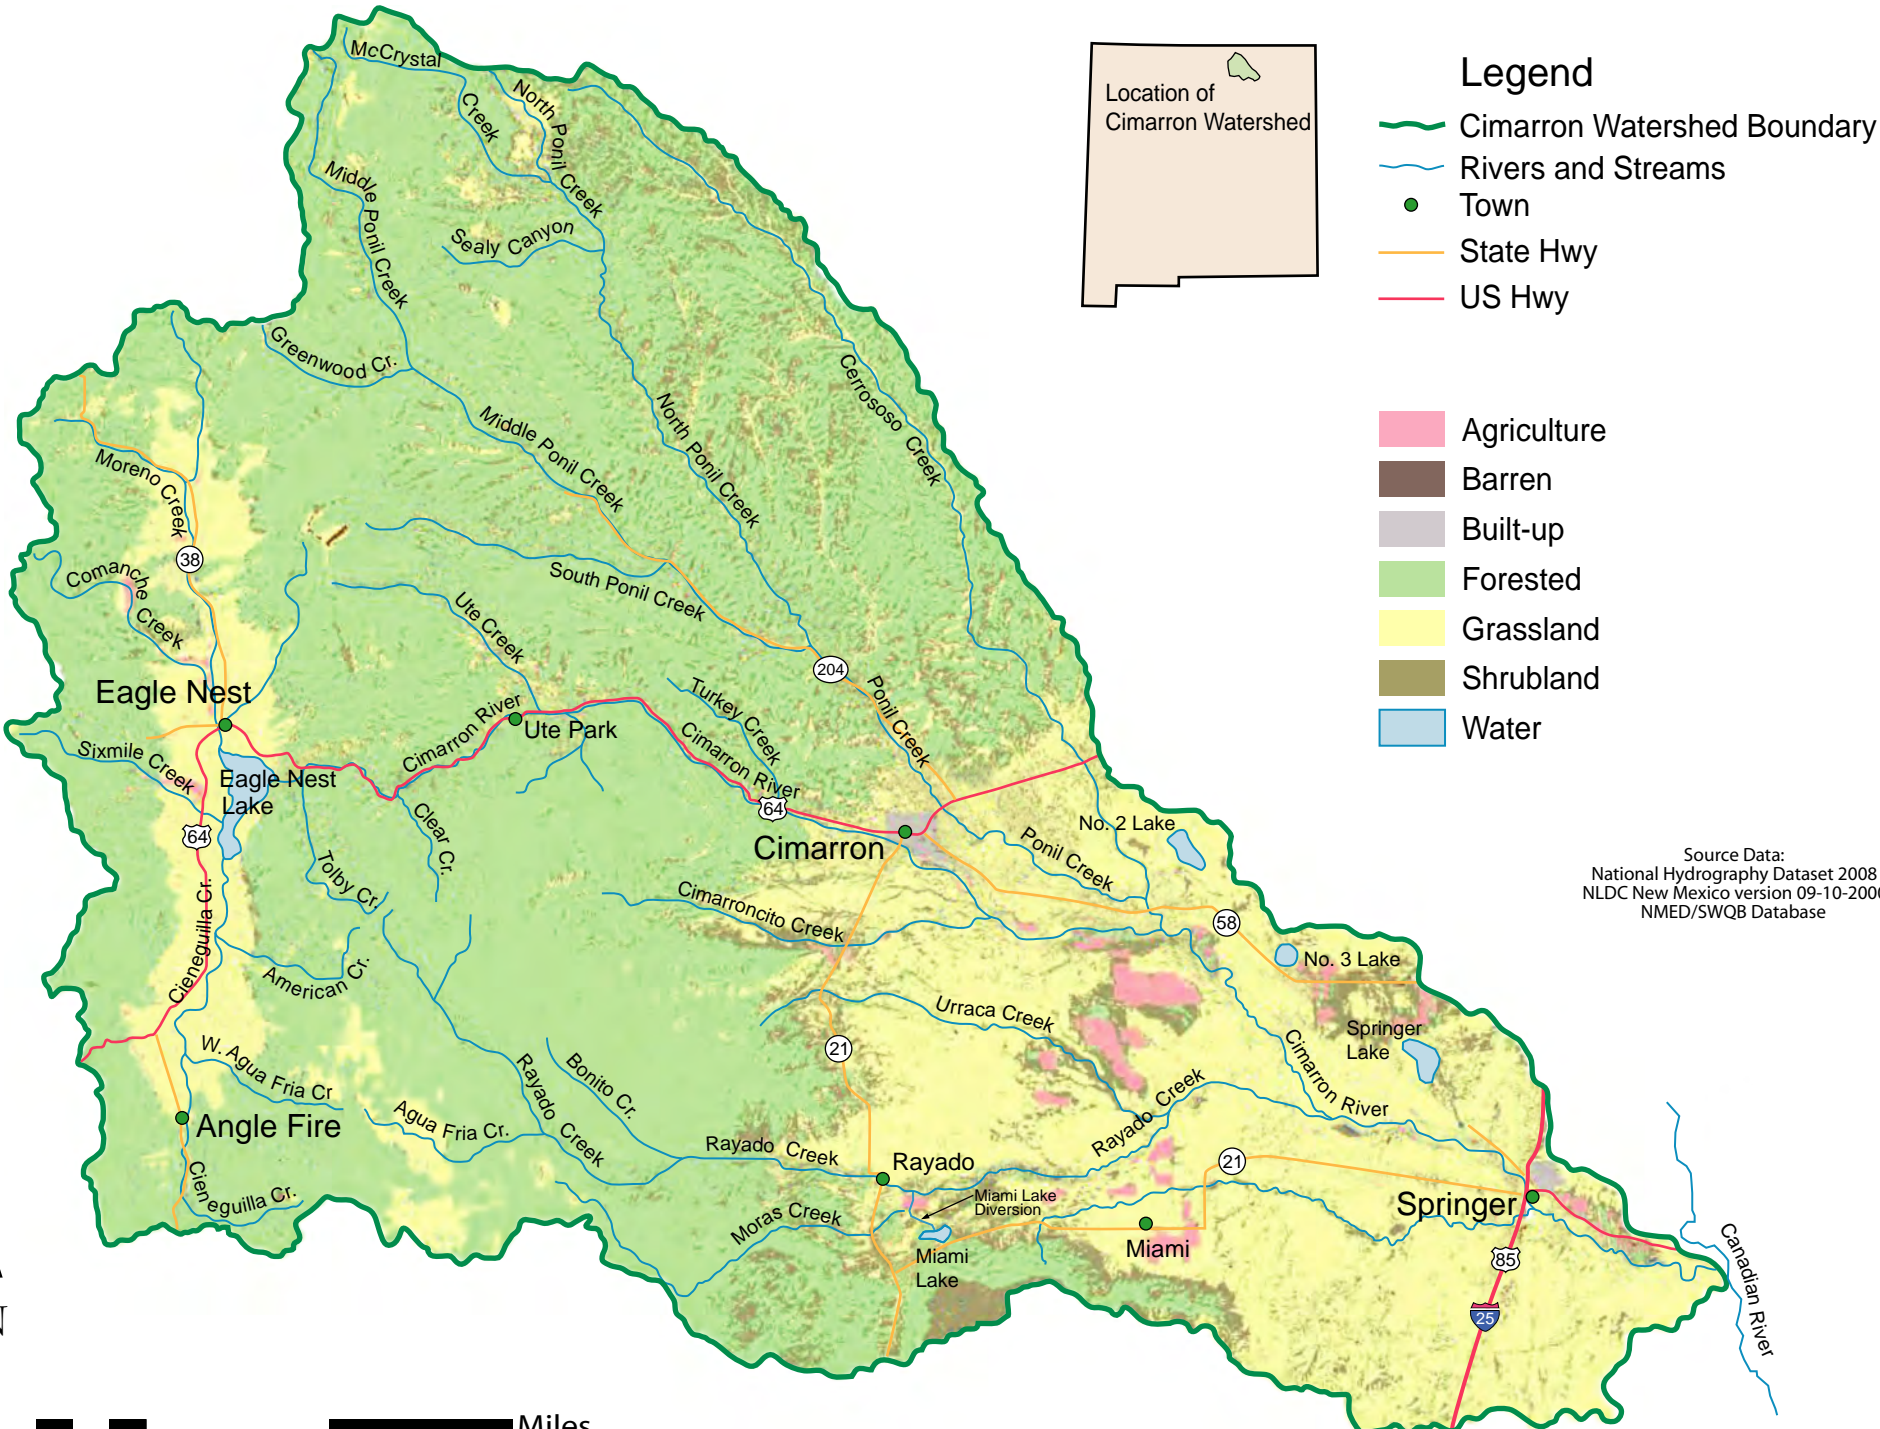 McCrystal
Creek
North Ponil Creek
Middle Ponil Creek
Sealy Canyon
Greenwood Cr.
Cerrososo Creek
Middle Ponil Creek
North Ponil Creek
Moreno Creek
38
Comanche
Creek
South Ponil Creek
Ute Creek
204
Turkey Creek
Ponil Creek
Eagle Nest
Cimarron River
Ute Park
Cimarron River
Sixmile Creek
Eagle Nest
Lake
64
64
Clear Cr.
Cimarron
Ponil Creek
No. 2 Lake
Tolby Cr.
Cieneguilla Cr.
Cimarroncito Creek
58
American Cr.
No. 3 Lake
Urraca Creek
Springer
Lake
21
W. Agua Fria Cr
Bonito Cr.
Rayado Creek
Cimarron River
Rayado Creek
Angle Fire
Agua Fria Cr.
Rayado Creek
Rayado
21
Cieneguilla Cr.
Moras Creek
Miami Lake
Diversion
Miami
Lake
Miami
Springer
85
25
Canadian River
Location of
Cimarron Watershed
Legend
Cimarron Watershed Boundary
Rivers and Streams
Town
State Hwy
US Hwy
Agriculture
Barren
Built-up
Forested
Grassland
Shrubland
Water
Source Data:
National Hydrography Dataset 2008
NLDC New Mexico version 09-10-200
NMED/SWQB Database
N
Miles